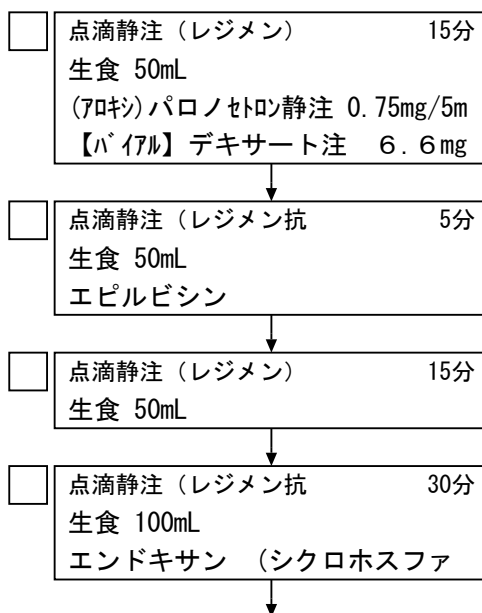 点滴静注（レジメン） 15分
生食 50mL
(アロキシ)パロノセトロン静注 0.75mg/5m
【バイアル】デキサート注 6.6mg
点滴静注（レジメン抗 5分
生食 50mL
エピルビシン
点滴静注（レジメン） 15分
生食 50mL
点滴静注（レジメン抗 30分
生食 100mL
エンドキサン （シクロホスファ